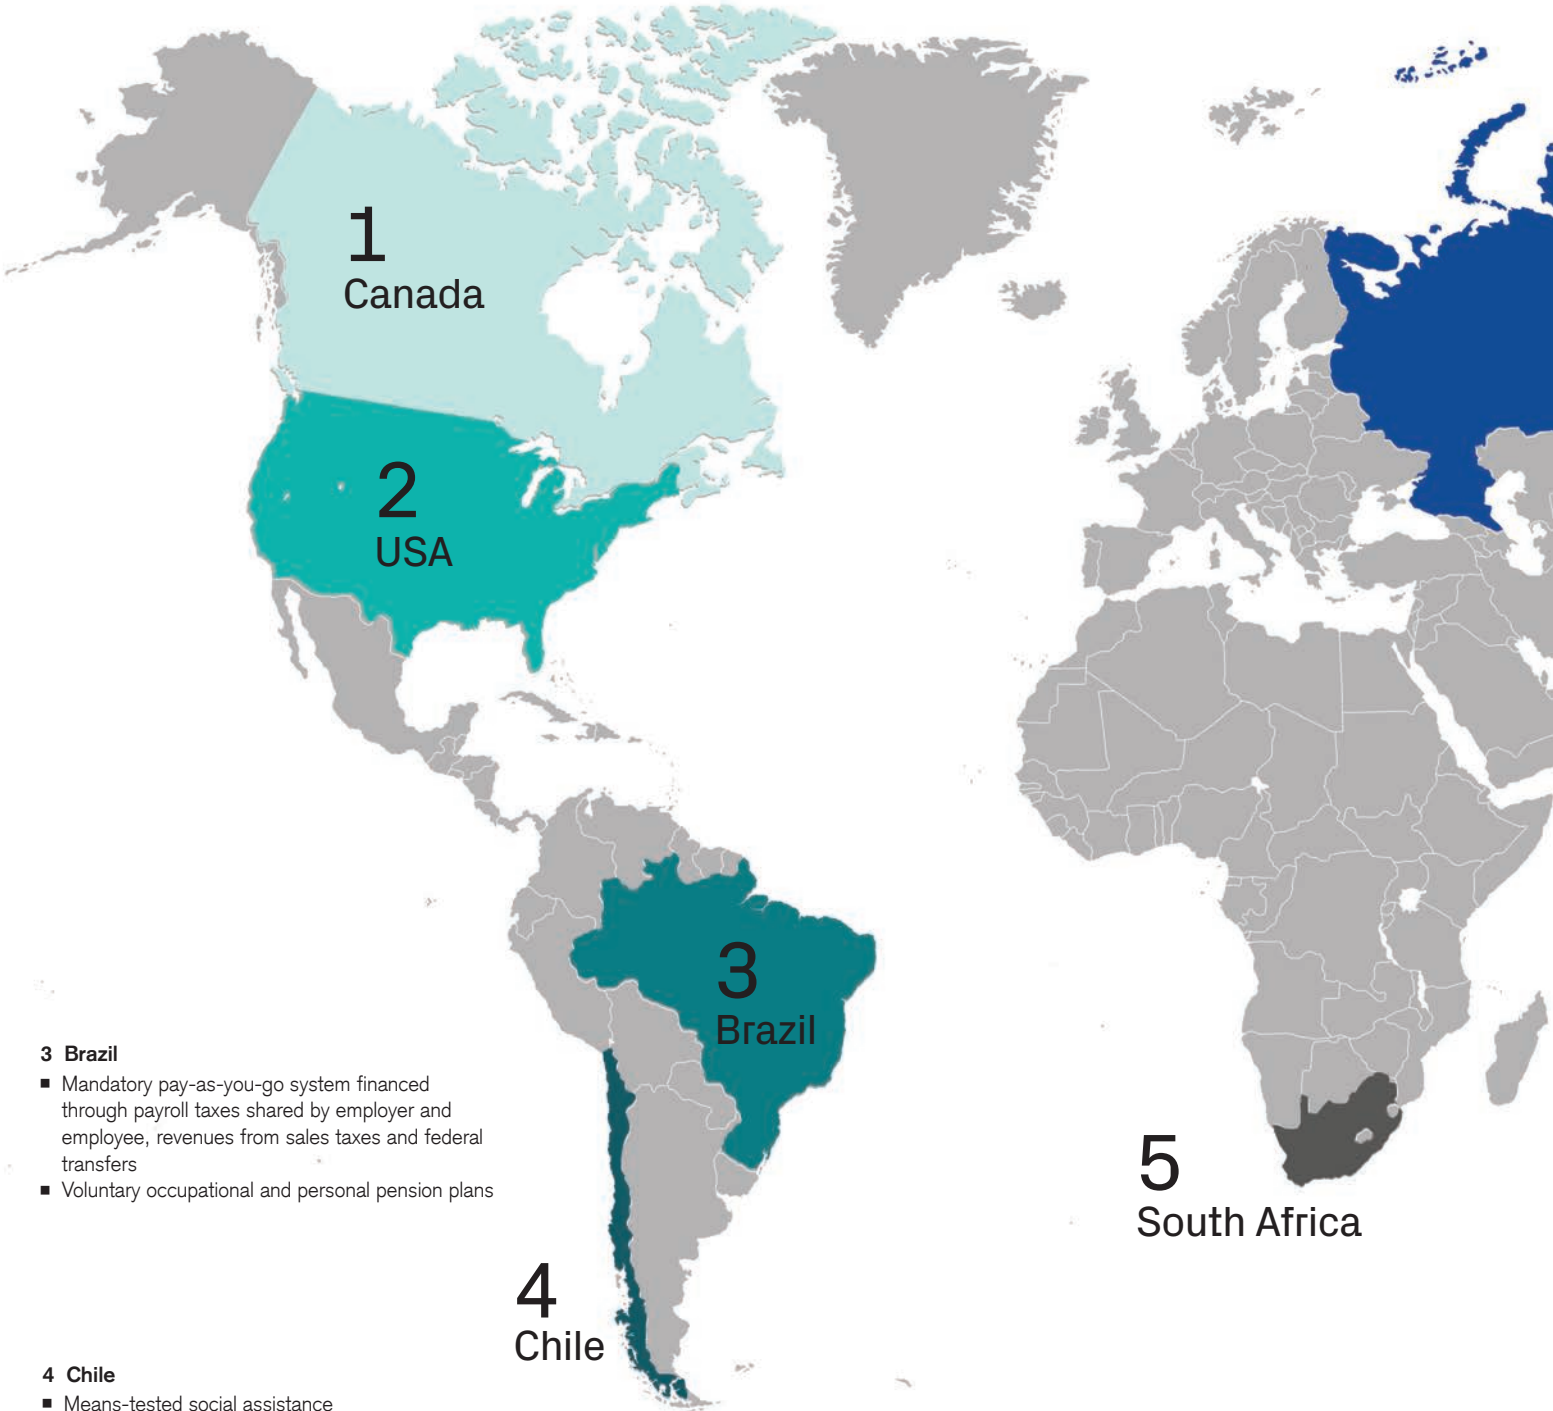 1
Canada
2
USA
3
Brazil
3 Brazil
■ Mandatory pay-as-you-go system financed
through payroll taxes shared by employer and
employee, revenues from sales taxes and federal
transfers
■ Voluntary occupational and personal pension plans
5
South Africa
4
Chile
4 Chile
■ Means-tested social assistance